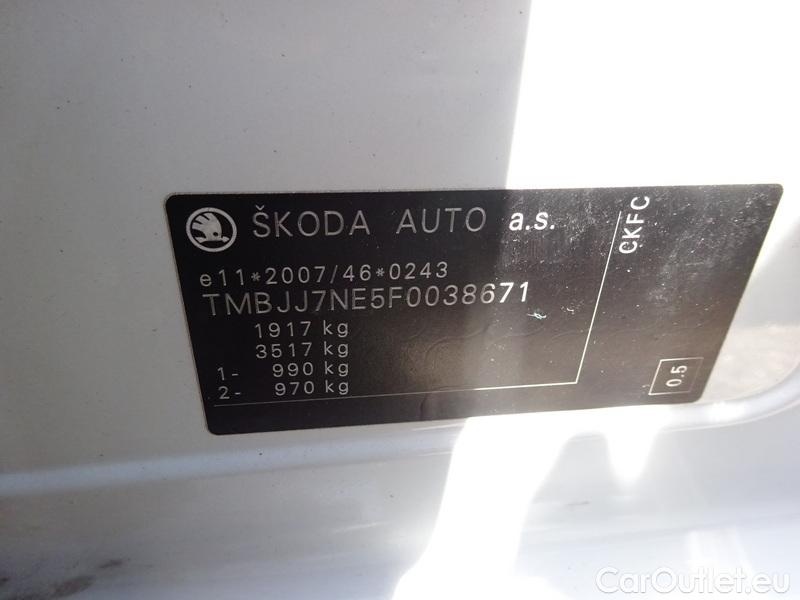 ŠKODA AUTO a.s.
CKFC
e11*2007/46*0243
TMBJJ7NE5F0038671
1917 kg
3517 kg
1- 990 kg
2- 970 kg
0.5
CarOutlet.eu